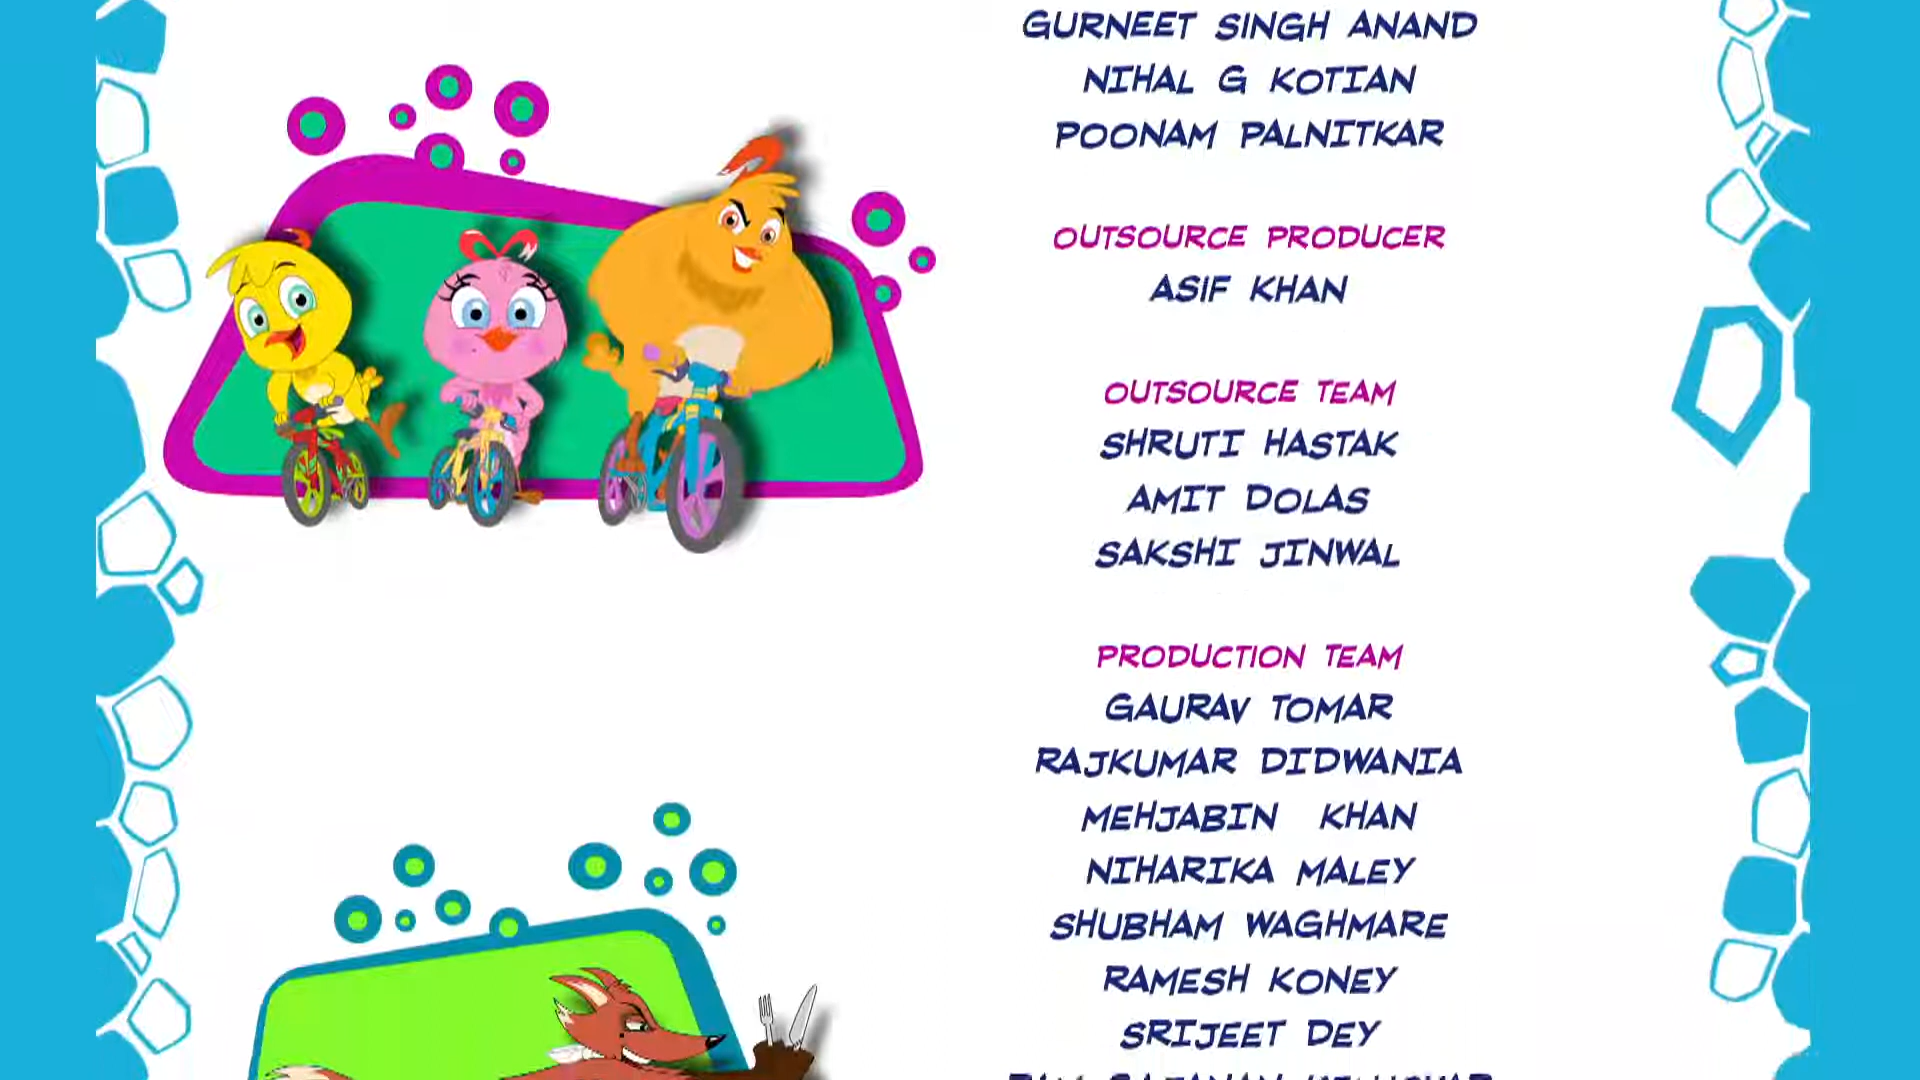 GURNEET SINGH ANAND
NIHAL G KOTIAN
POONAM PALNITKAR
OUTSOURCE PRODUCER
ASIF KHAN
OUTSOURCE TEAM
SHRUTI HASTAK
AMIT DOLAS
SAKSHI JINWAL
PRODUCTION TEAM
GAURAV TOMAR
RAJKUMAR DIDWANIA
MEHJABIN KHAN
NIHARIKA MALEY
SHUBHAM WAGHMARE
RAMESH KONEY
SRIJEET DEY